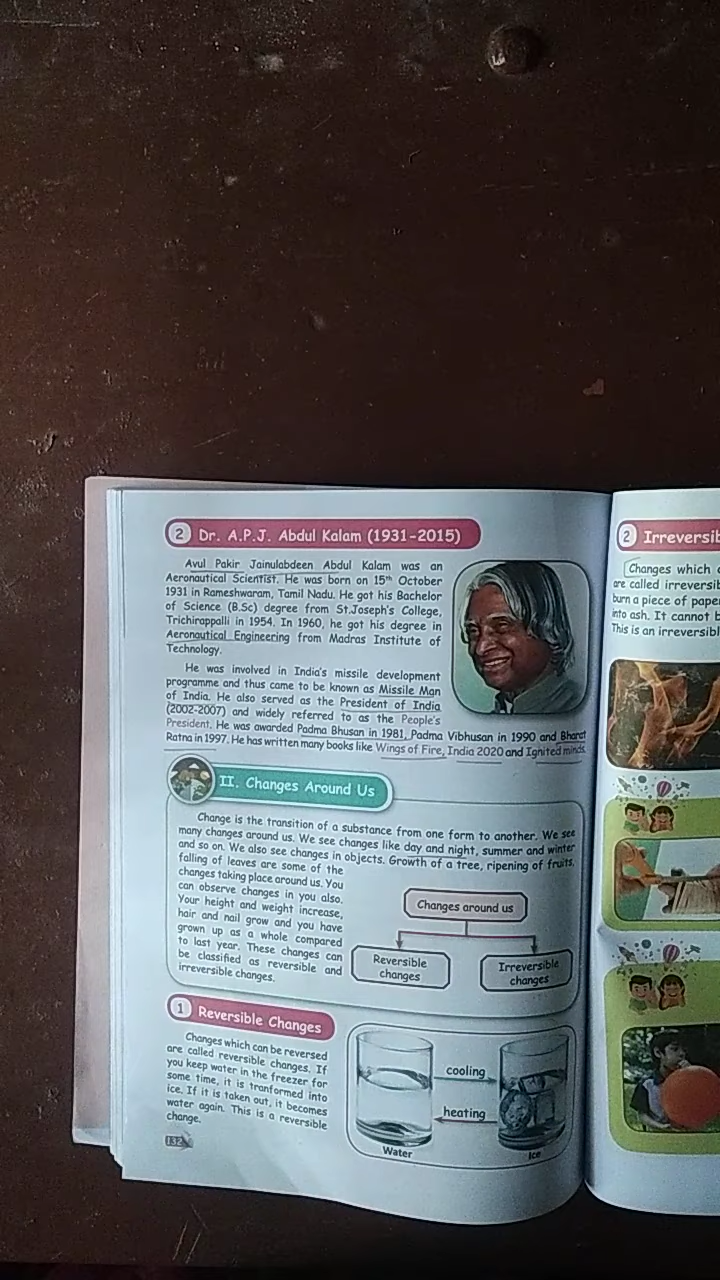 2 Dr. A.P.J. Abdul Kalam (1931-2015)
Avul Pakir Jainulabdeen Abdul Kalam was an
Aeronautical Scientist. He was born on 15th October
1931 in Rameshwaram, Tamil Nadu. He got his Bachelor
of Science (B.Sc) degree from St.Joseph's College,
Trichirappalli in 1954. In 1960, he got his degree in
Aeronautical Engineering from Madras Institute of
Technology.
He was involved in India's missile development
programme and thus came to be known as Missile Man
of India. He also served as the President of India
(2002-2007) and widely referred to as the People's
President. He was awarded Padma Bhusan in 1981, Padma Vibhusan in 1990 and Bharat
Ratna in 1997. He has written many books like Wings of Fire, India 2020 and Ignited minds.
II. Changes Around Us
Change is the transition of a substance from one form to another. We see
many changes around us. We see changes like day and night, summer and winter
and so on. We also see changes in objects. Growth of a tree, ripening of fruits,
falling of leaves are some of the
changes taking place around us. You
can observe changes in you also.
Your height and weight increase,
hair and nail grow and you have
grown up as a whole compared
to last year. These changes can
be classified as reversible and
irreversible changes.
Changes around us
Reversible
changes
Irreversible
changes
1 Reversible Changes
Changes which can be reversed
are called reversible changes. If
you keep water in the freezer for
some time, it is tranformed into
ice. If it is taken out, it becomes
water again. This is a reversible
change.
cooling
heating
Water
Ice
132
2 Irreversib
Changes which
are called irreversib
burn a piece of pape
into ash. It cannot b
This is an irreversibl